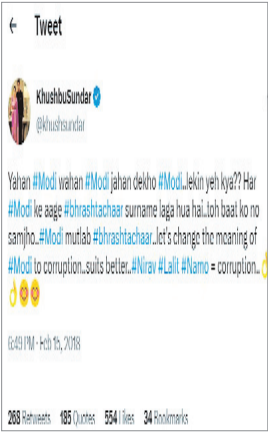 Tweet
KhushbuSundar
@khushsundar
Yahan #Modi wahan #Modi jahan dekho #Modi..lekin yeh kya?? Har
#Modi ke aage #bhrashtachaar surname laga hua hai..toh baat ko no
samjho..#Modi mutlab #bhrashtachaar..let's change the meaning of
#Modi to corruption..suits better..#Nirav #Lalit #Namo = corruption..👌
👌😊😊
6:49 PM · Feb 15, 2018
268 Retweets 185 Quotes 554 Likes 34 Bookmarks